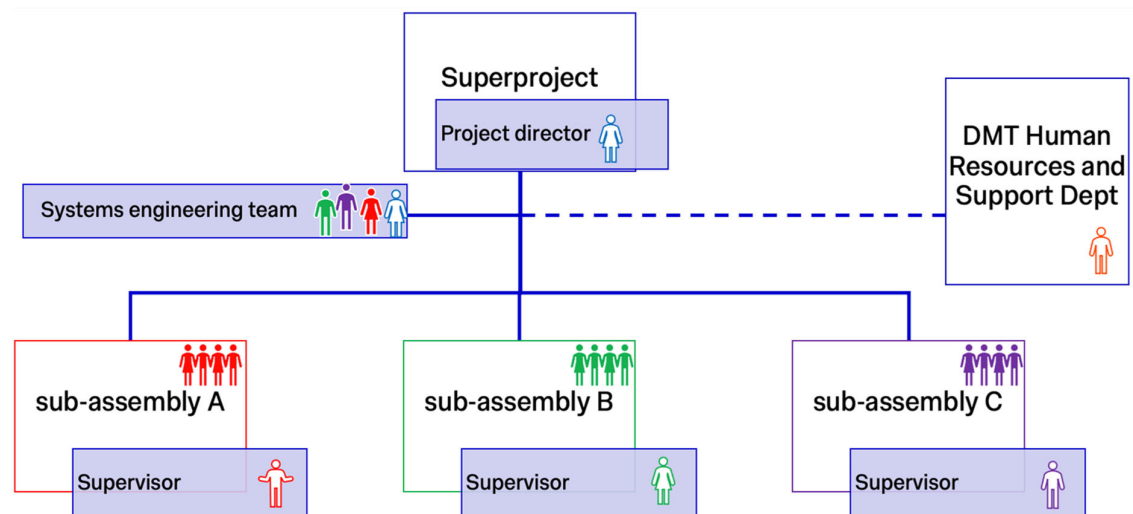 Superproject
Project director
DMT Human
Resources and
Support Dept
Systems engineering team
sub-assembly A
sub-assembly B
sub-assembly C
Supervisor
Supervisor
Supervisor